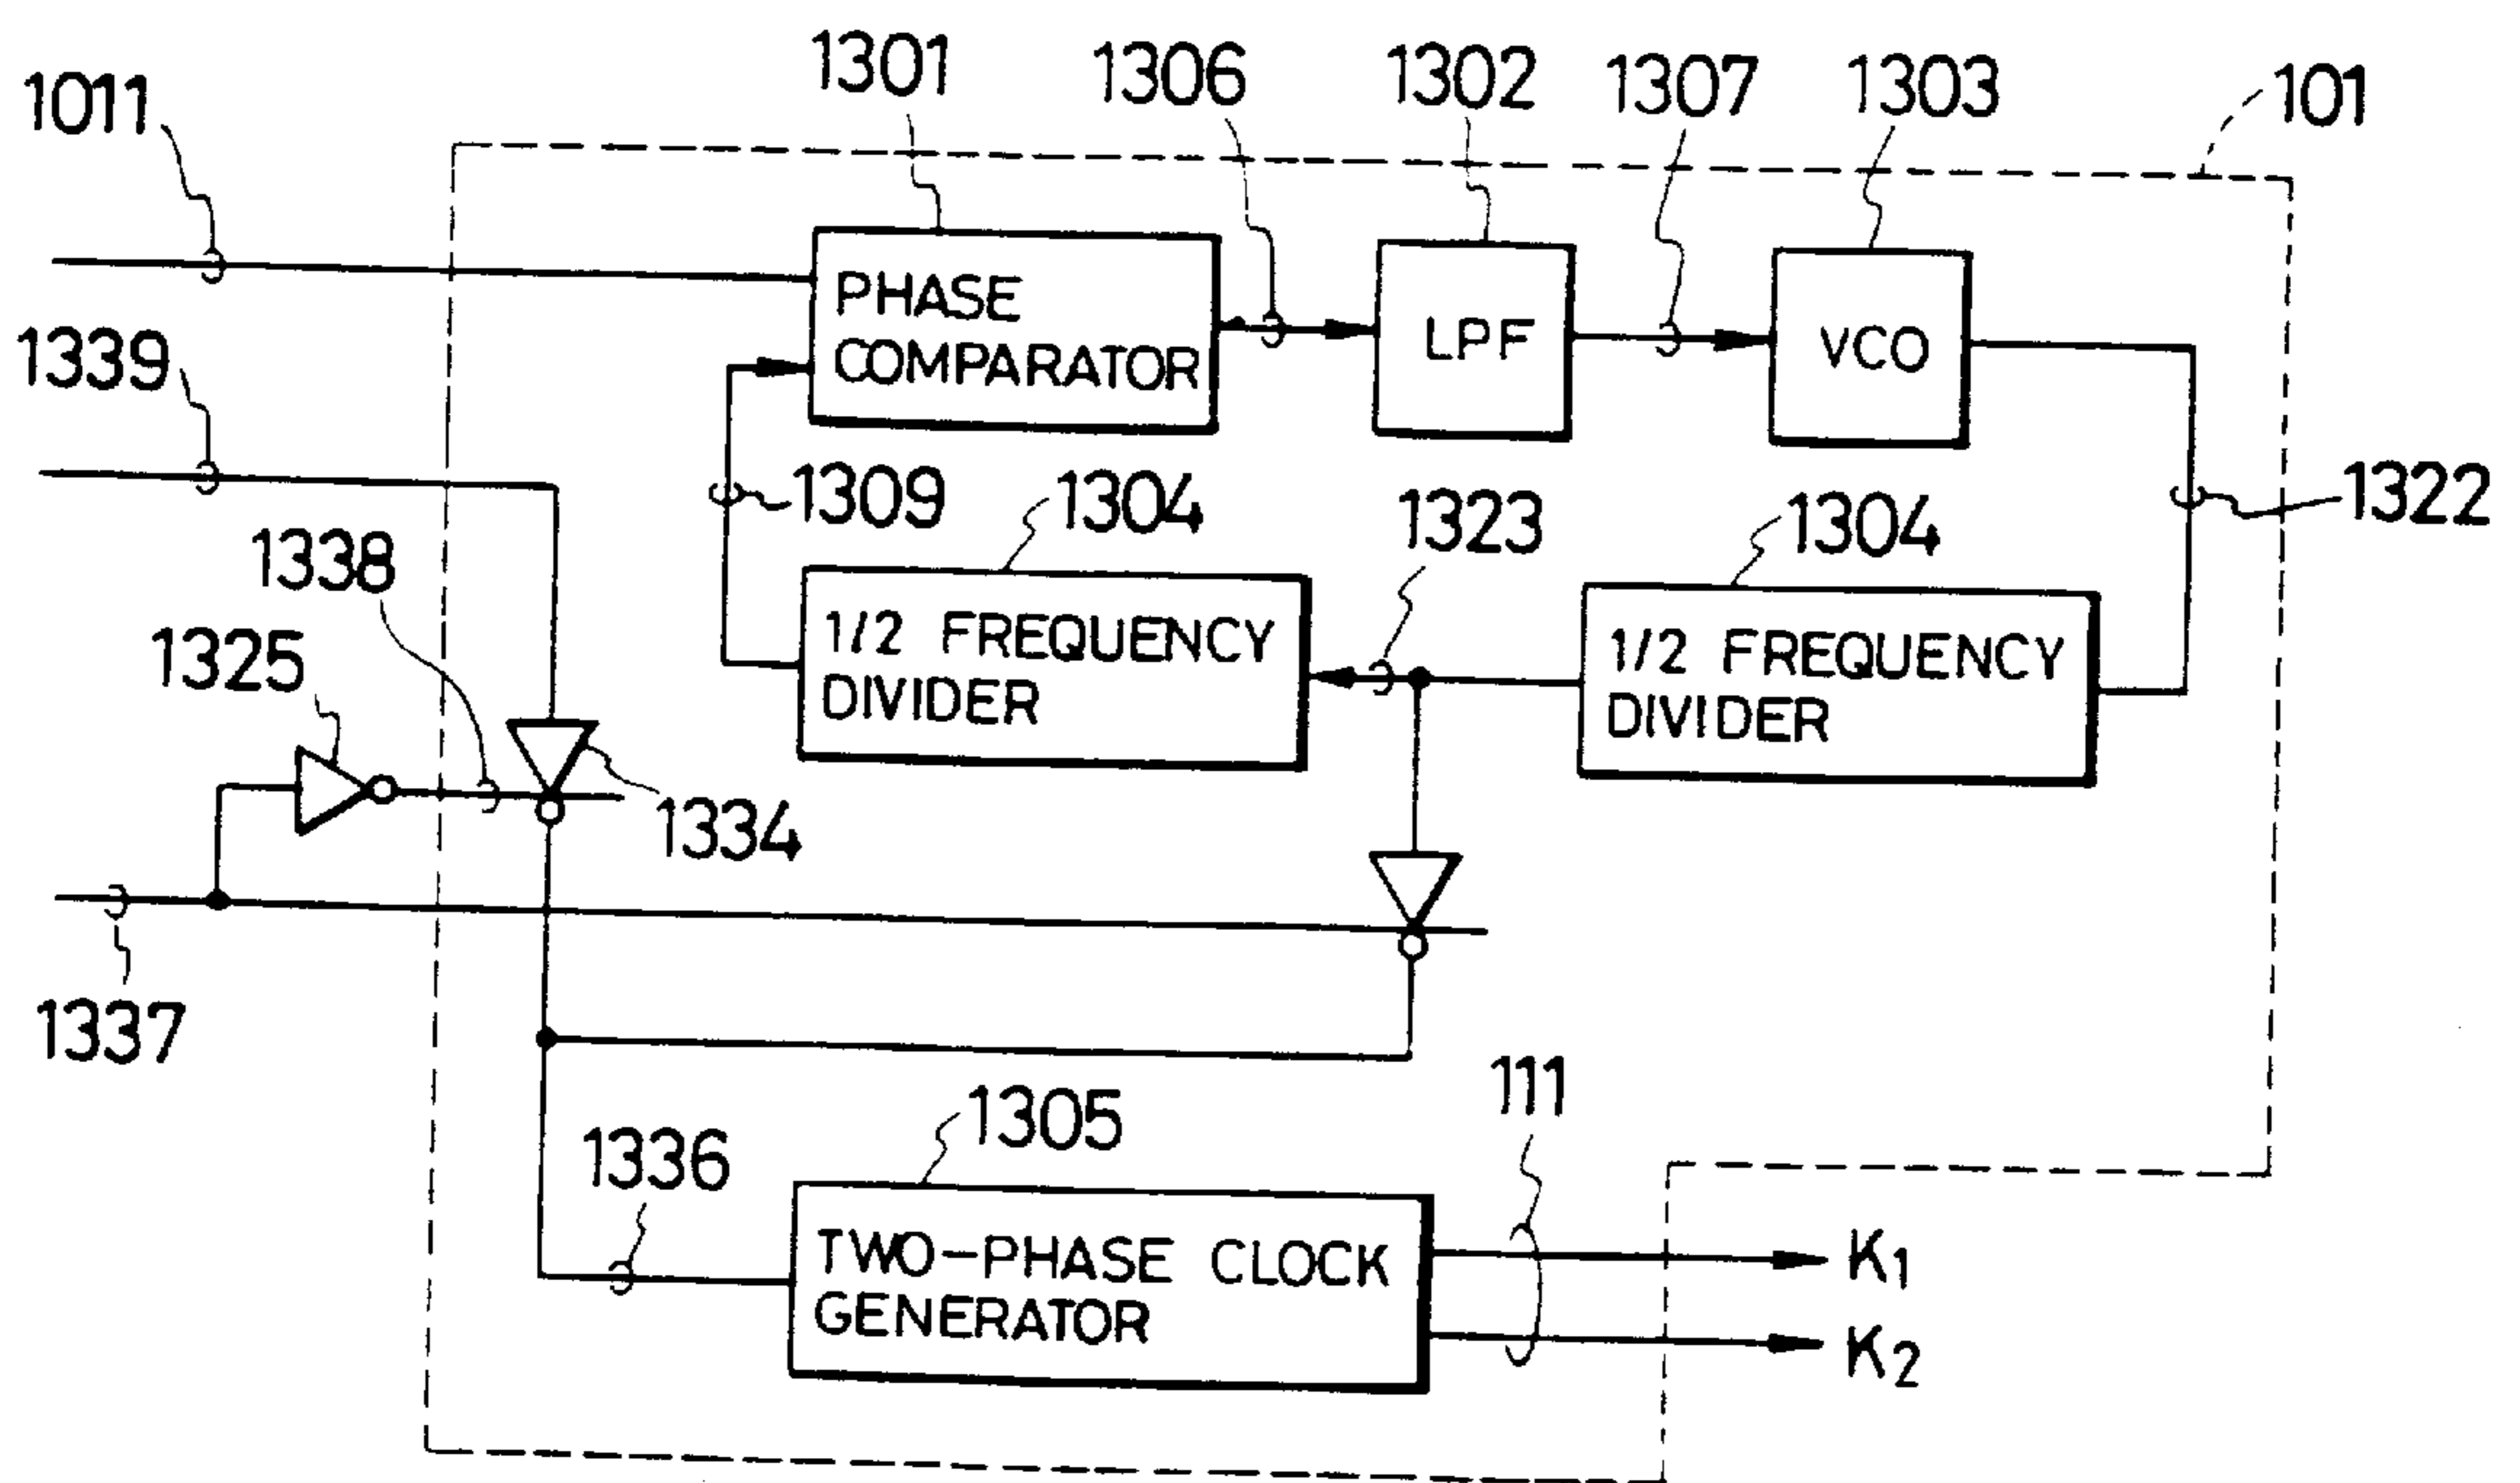 1301
1306
1302
1307
1303
101
1011
PHASE
COMPARATOR
LPF
VCO
1339
1309
1304
1323
1304
1322
1338
1325
1/2 FREQUENCY
DIVIDER
1/2 FREQUENCY
DIVIDER
1334
1337
111
1305
1336
TWO-PHASE CLOCK
GENERATOR
K1
K2